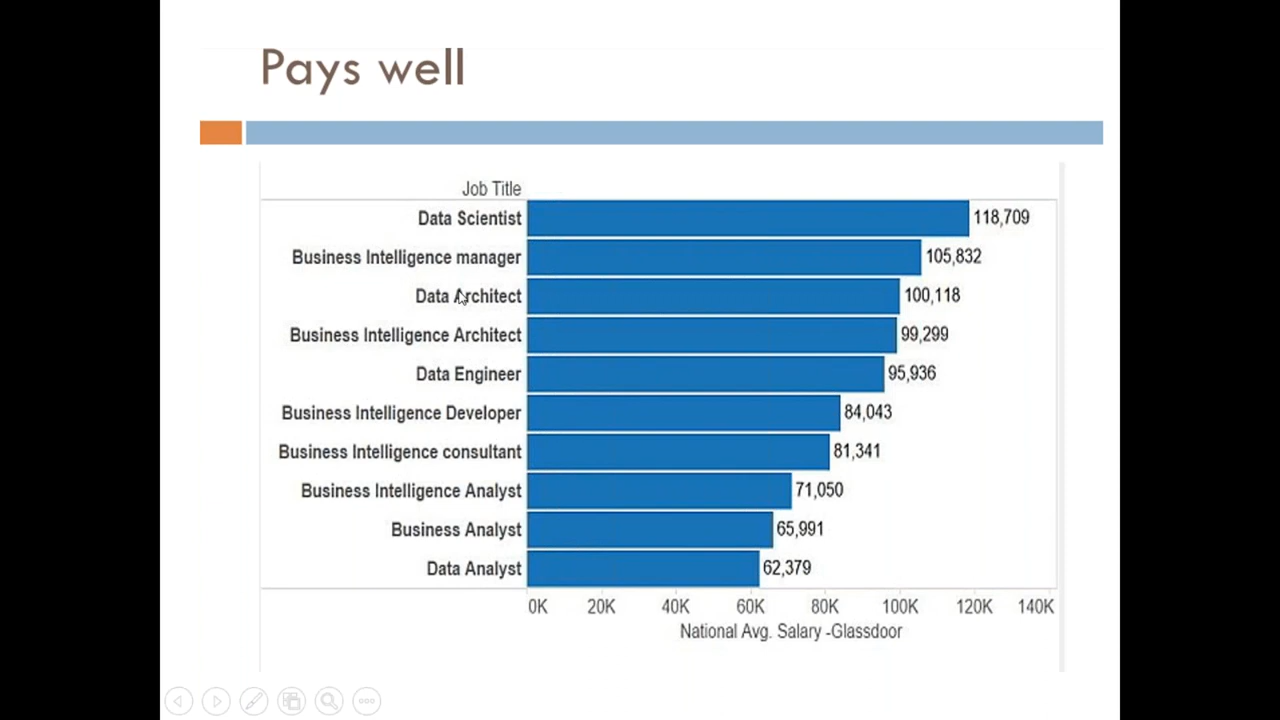 Pays well
Job Title
Data Scientist 118,709
Business Intelligence manager 105,832
Data Architect 100,118
Business Intelligence Architect 99,299
Data Engineer 95,936
Business Intelligence Developer 84,043
Business Intelligence consultant 81,341
Business Intelligence Analyst 71,050
Business Analyst 65,991
Data Analyst 62,379
0K 20K 40K 60K 80K 100K 120K 140K
National Avg. Salary -Glassdoor